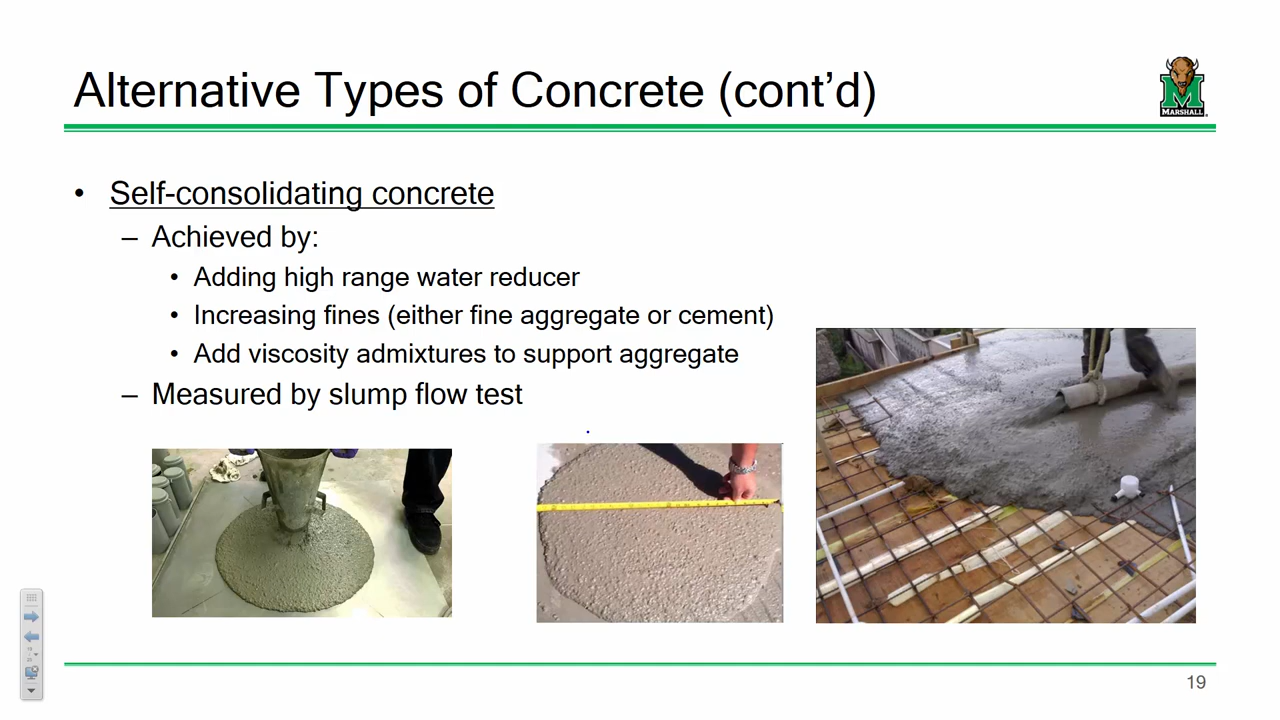 Alternative Types of Concrete (cont’d)
MARSHALL
• Self-consolidating concrete
– Achieved by:
• Adding high range water reducer
• Increasing fines (either fine aggregate or cement)
• Add viscosity admixtures to support aggregate
– Measured by slump flow test
19